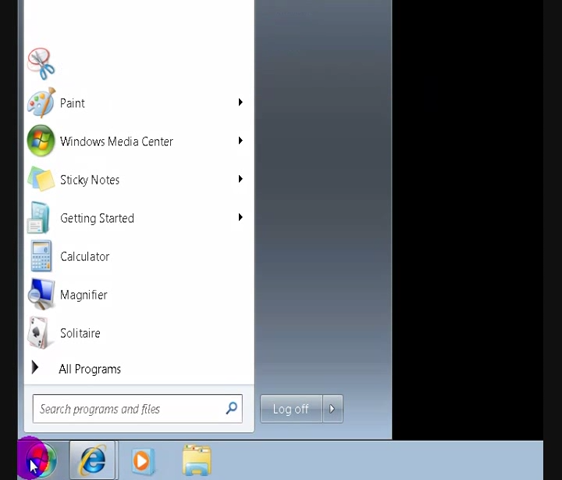 Paint
Windows Media Center
Sticky Notes
Getting Started
Calculator
Magnifier
Solitaire
All Programs
Search programs and files
Log off